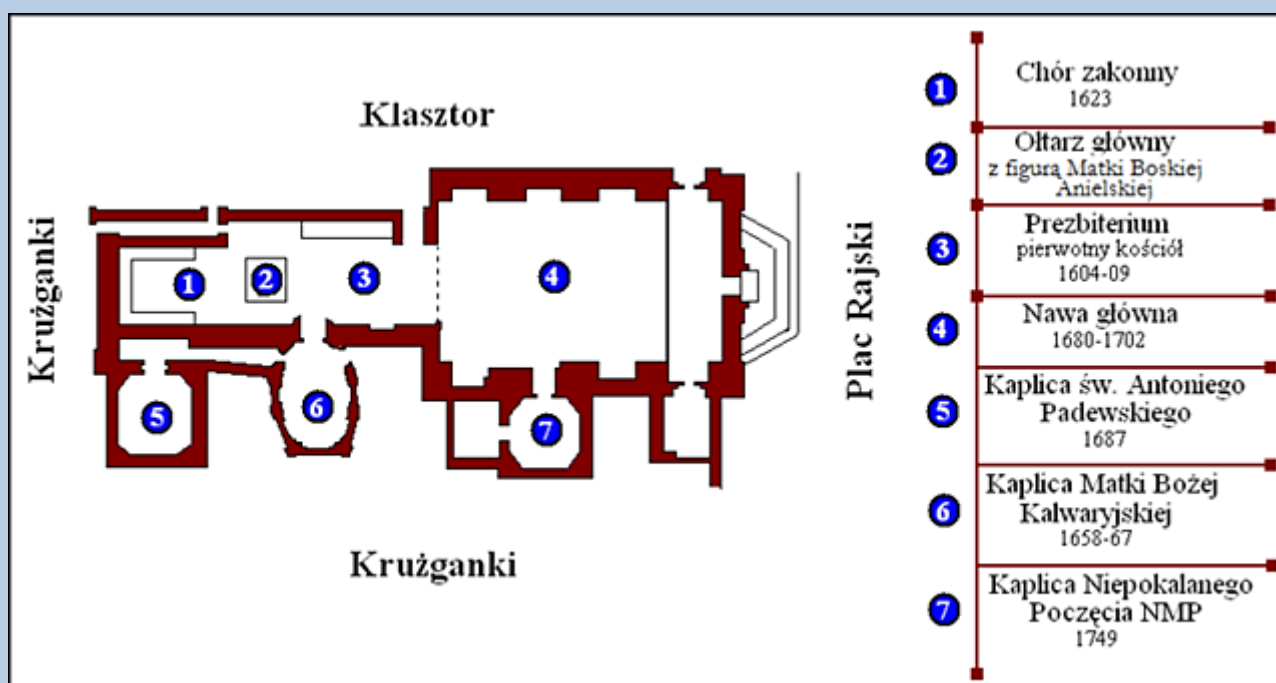 Klasztor
Krużganki
1
2
3
4
5
6
7
Plac Rajski
Krużganki
1
Chór zakonny
1623
2
Ołtarz główny
z figurą Matki Boskiej
Anielskiej
3
Prezbiterium
pierwotny kościół
1604-09
4
Nawa główna
1680-1702
5
Kaplica św. Antoniego
Padewskiego
1687
6
Kaplica Matki Bożej
Kalwaryjskiej
1658-67
7
Kaplica Niepokalanego
Poczęcia NMP
1749